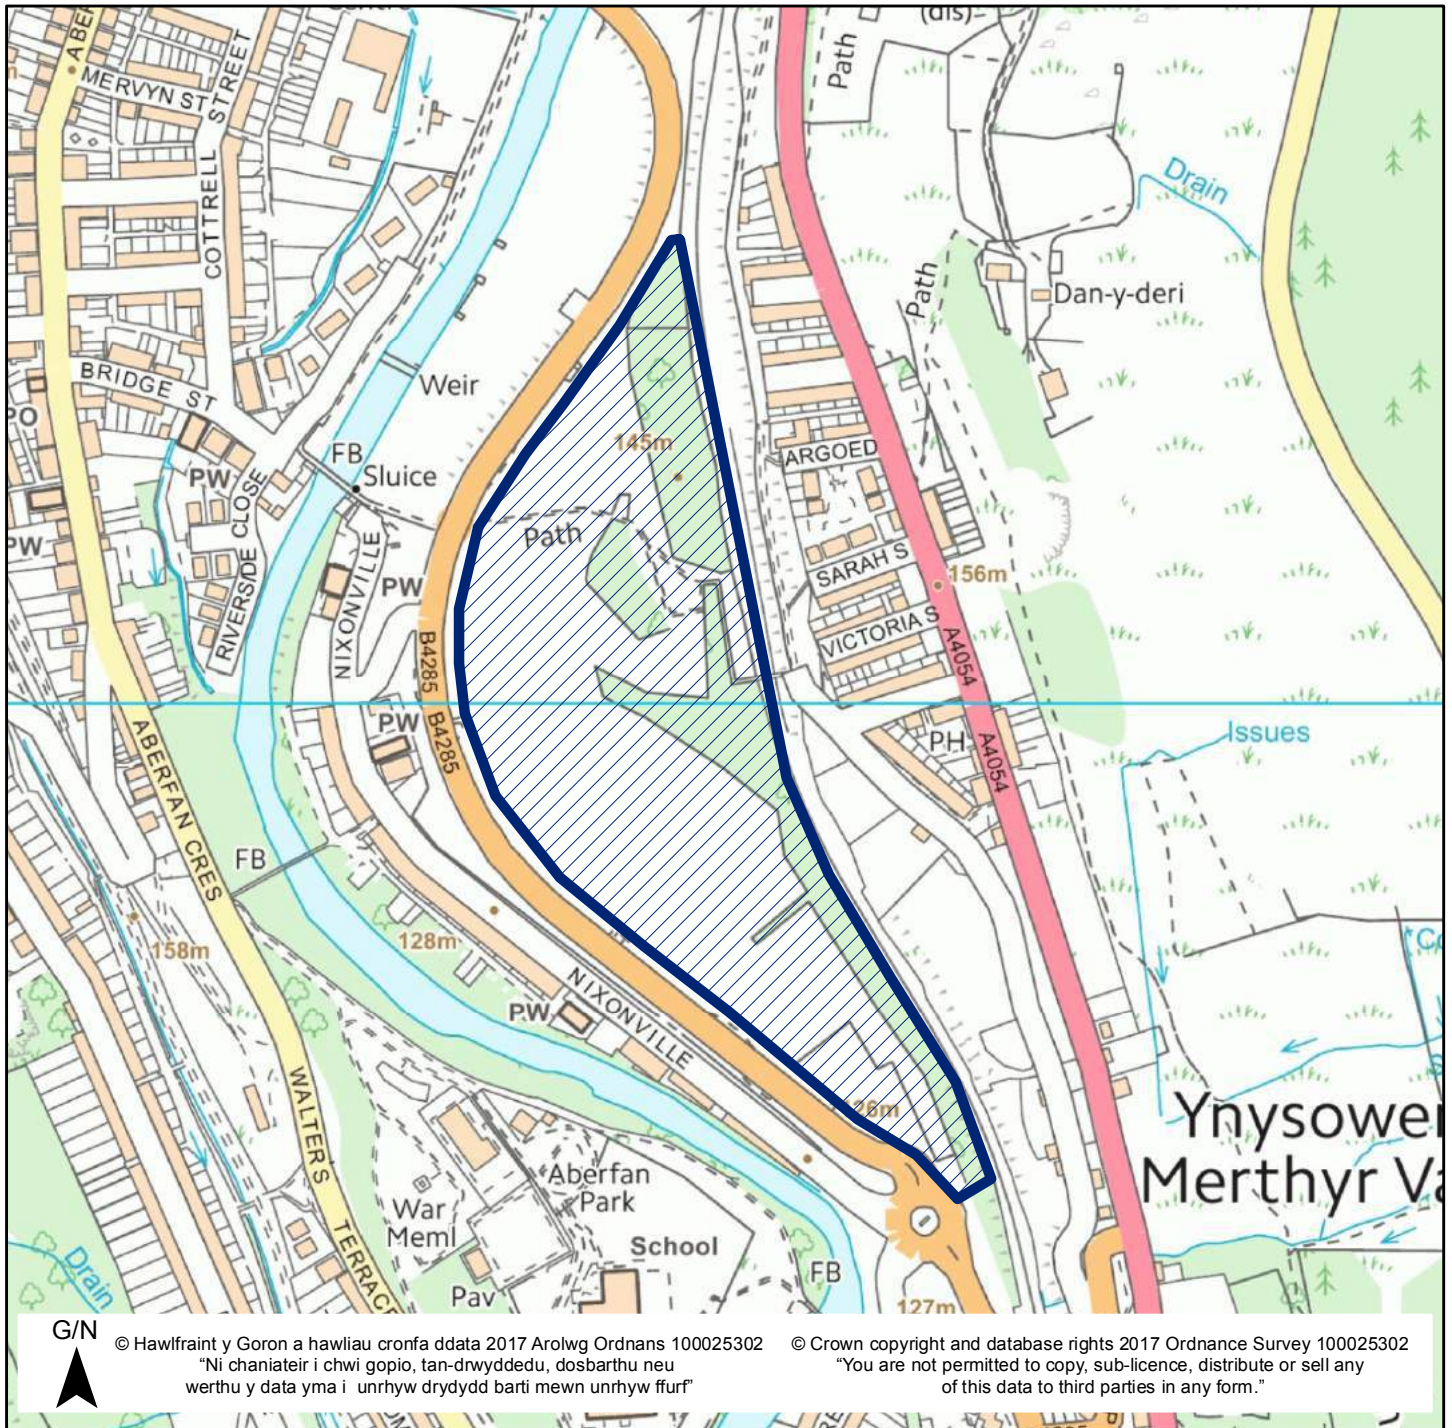 (dis)
ABER
MERVYN ST
COTTRELL STREET
Path
Drain
Path
Dan-y-deri
BRIDGE ST
Weir
PO
FB
Sluice
PW
145m
ARGOED
RIVERSIDE CLOSE
PW
Path
NIXONVILLE
PW
SARAH S
156m
VICTORIA S
B4285
A4054
PW
B4285
PH
A4054
Issues
ABERFAN CRES
FB
158m
128m
NIXONVILLE
PW
126m
WALTERS TERRACE
Aberfan
Park
War
Meml
School
Drain
Pav
FB
127m
Ynysowen
Merthyr Va
G/N
© Hawlfraint y Goron a hawliau cronfa ddata 2017 Arolwg Ordnans 100025302
“Ni chaniateir i chwi gopio, tan-drwyddedu, dosbarthu neu
werthu y data yma i unrhyw drydydd barti mewn unrhyw ffurf”
© Crown copyright and database rights 2017 Ordnance Survey 100025302
“You are not permitted to copy, sub-licence, distribute or sell any
of this data to third parties in any form.”